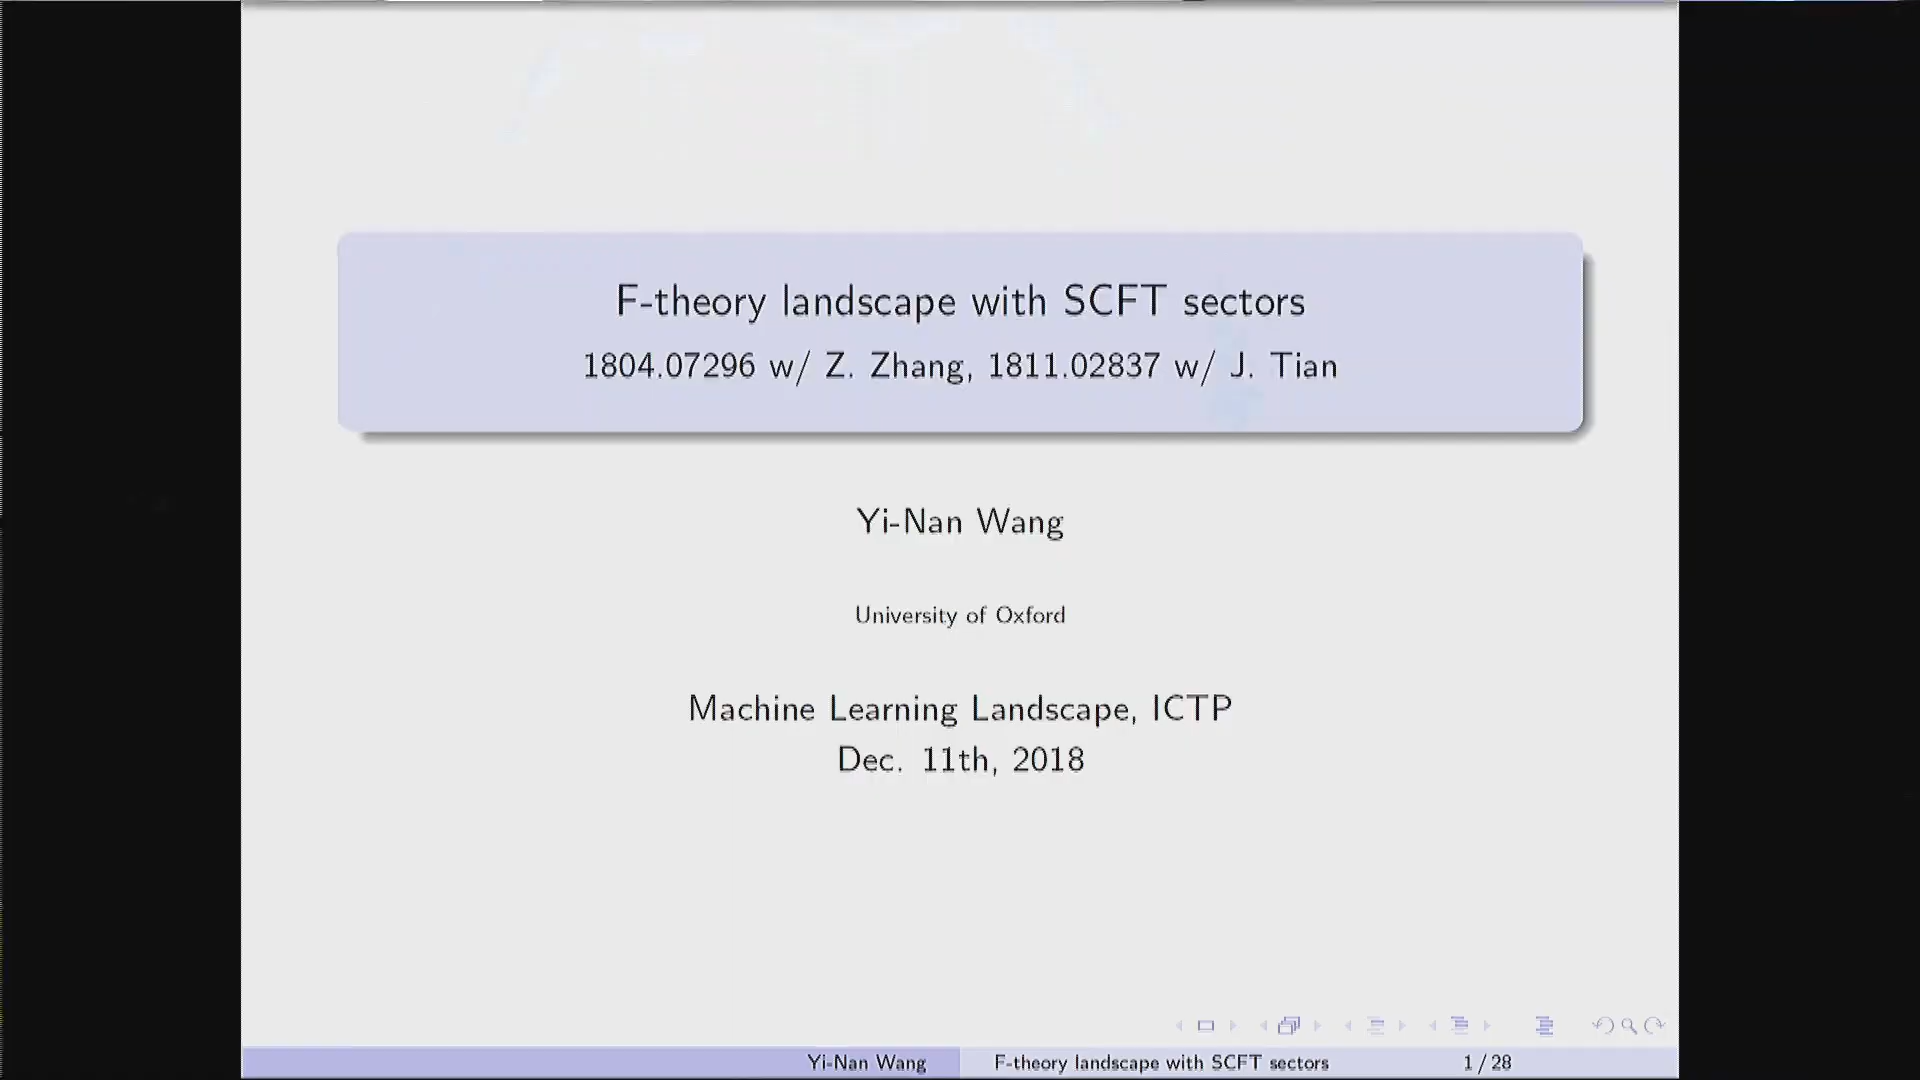 F-theory landscape with SCFT sectors
1804.07296 w/ Z. Zhang, 1811.02837 w/ J. Tian
Yi-Nan Wang
University of Oxford
Machine Learning Landscape, ICTP
Dec. 11th, 2018
Yi-Nan Wang F-theory landscape with SCFT sectors 1 / 28